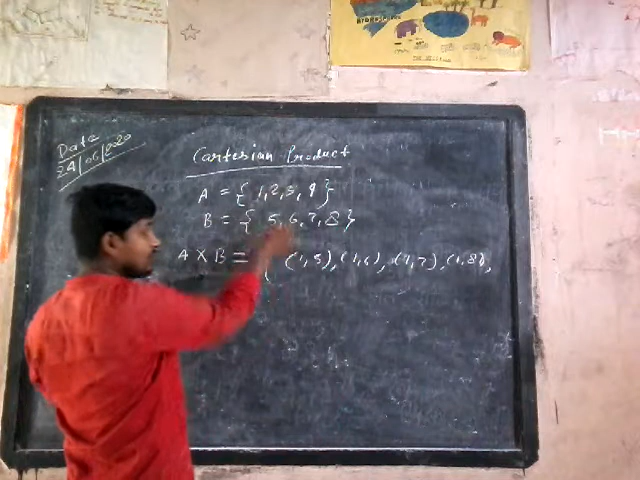 Date
24/06/2020
Cartesian Product
A = { 1,2,3,4 }
B = { 5,6,7,8 }
A X B = { (1,5), (1,6), (1,7), (1,8),